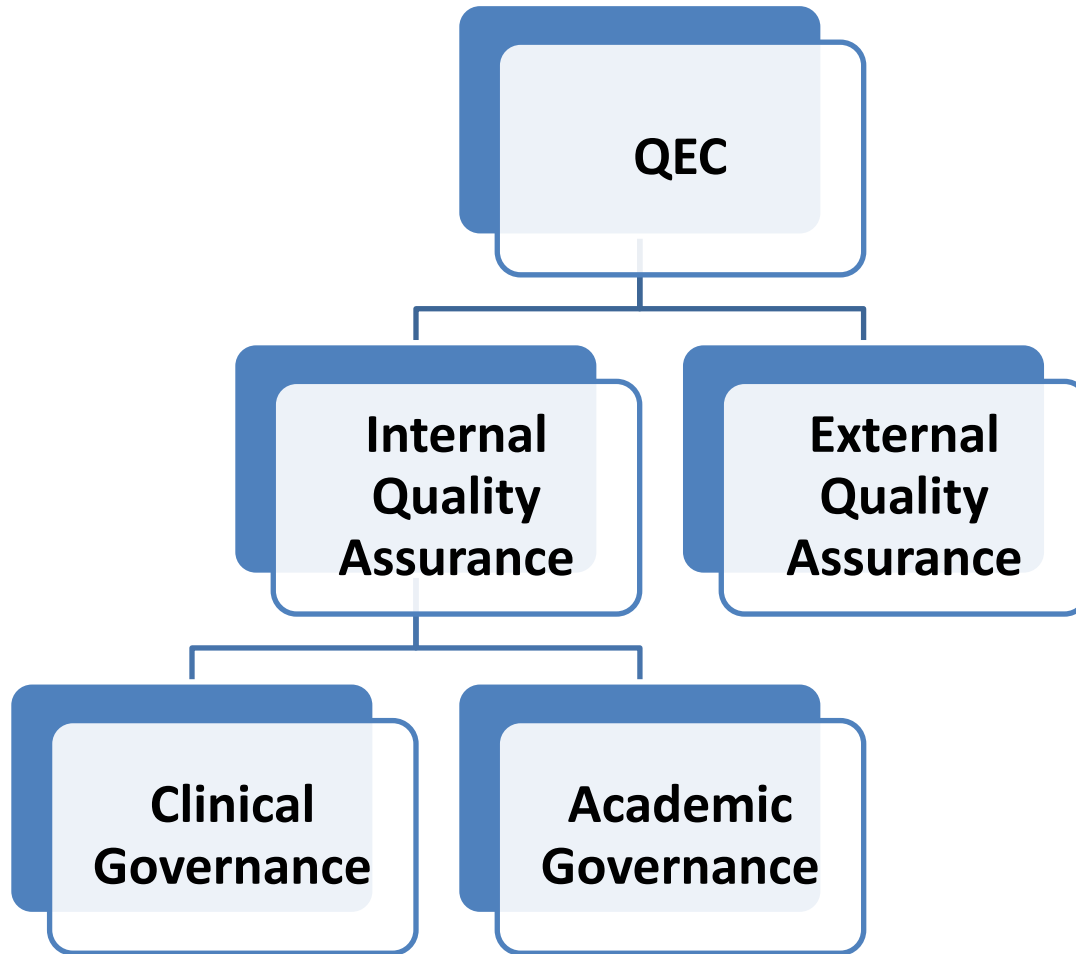 QEC
Internal
Quality
Assurance
External
Quality
Assurance
Clinical
Governance
Academic
Governance